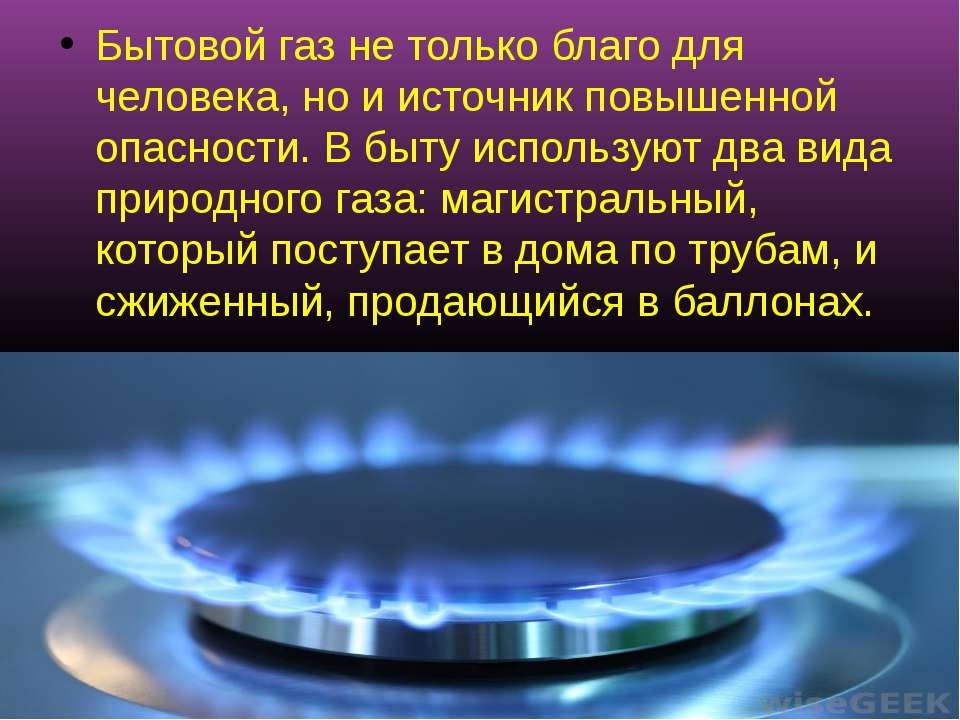 • Бытовой газ не только благо для
человека, но и источник повышенной
опасности. В быту используют два вида
природного газа: магистральный,
который поступает в дома по трубам, и
сжиженный, продающийся в баллонах.
wiseGEEK